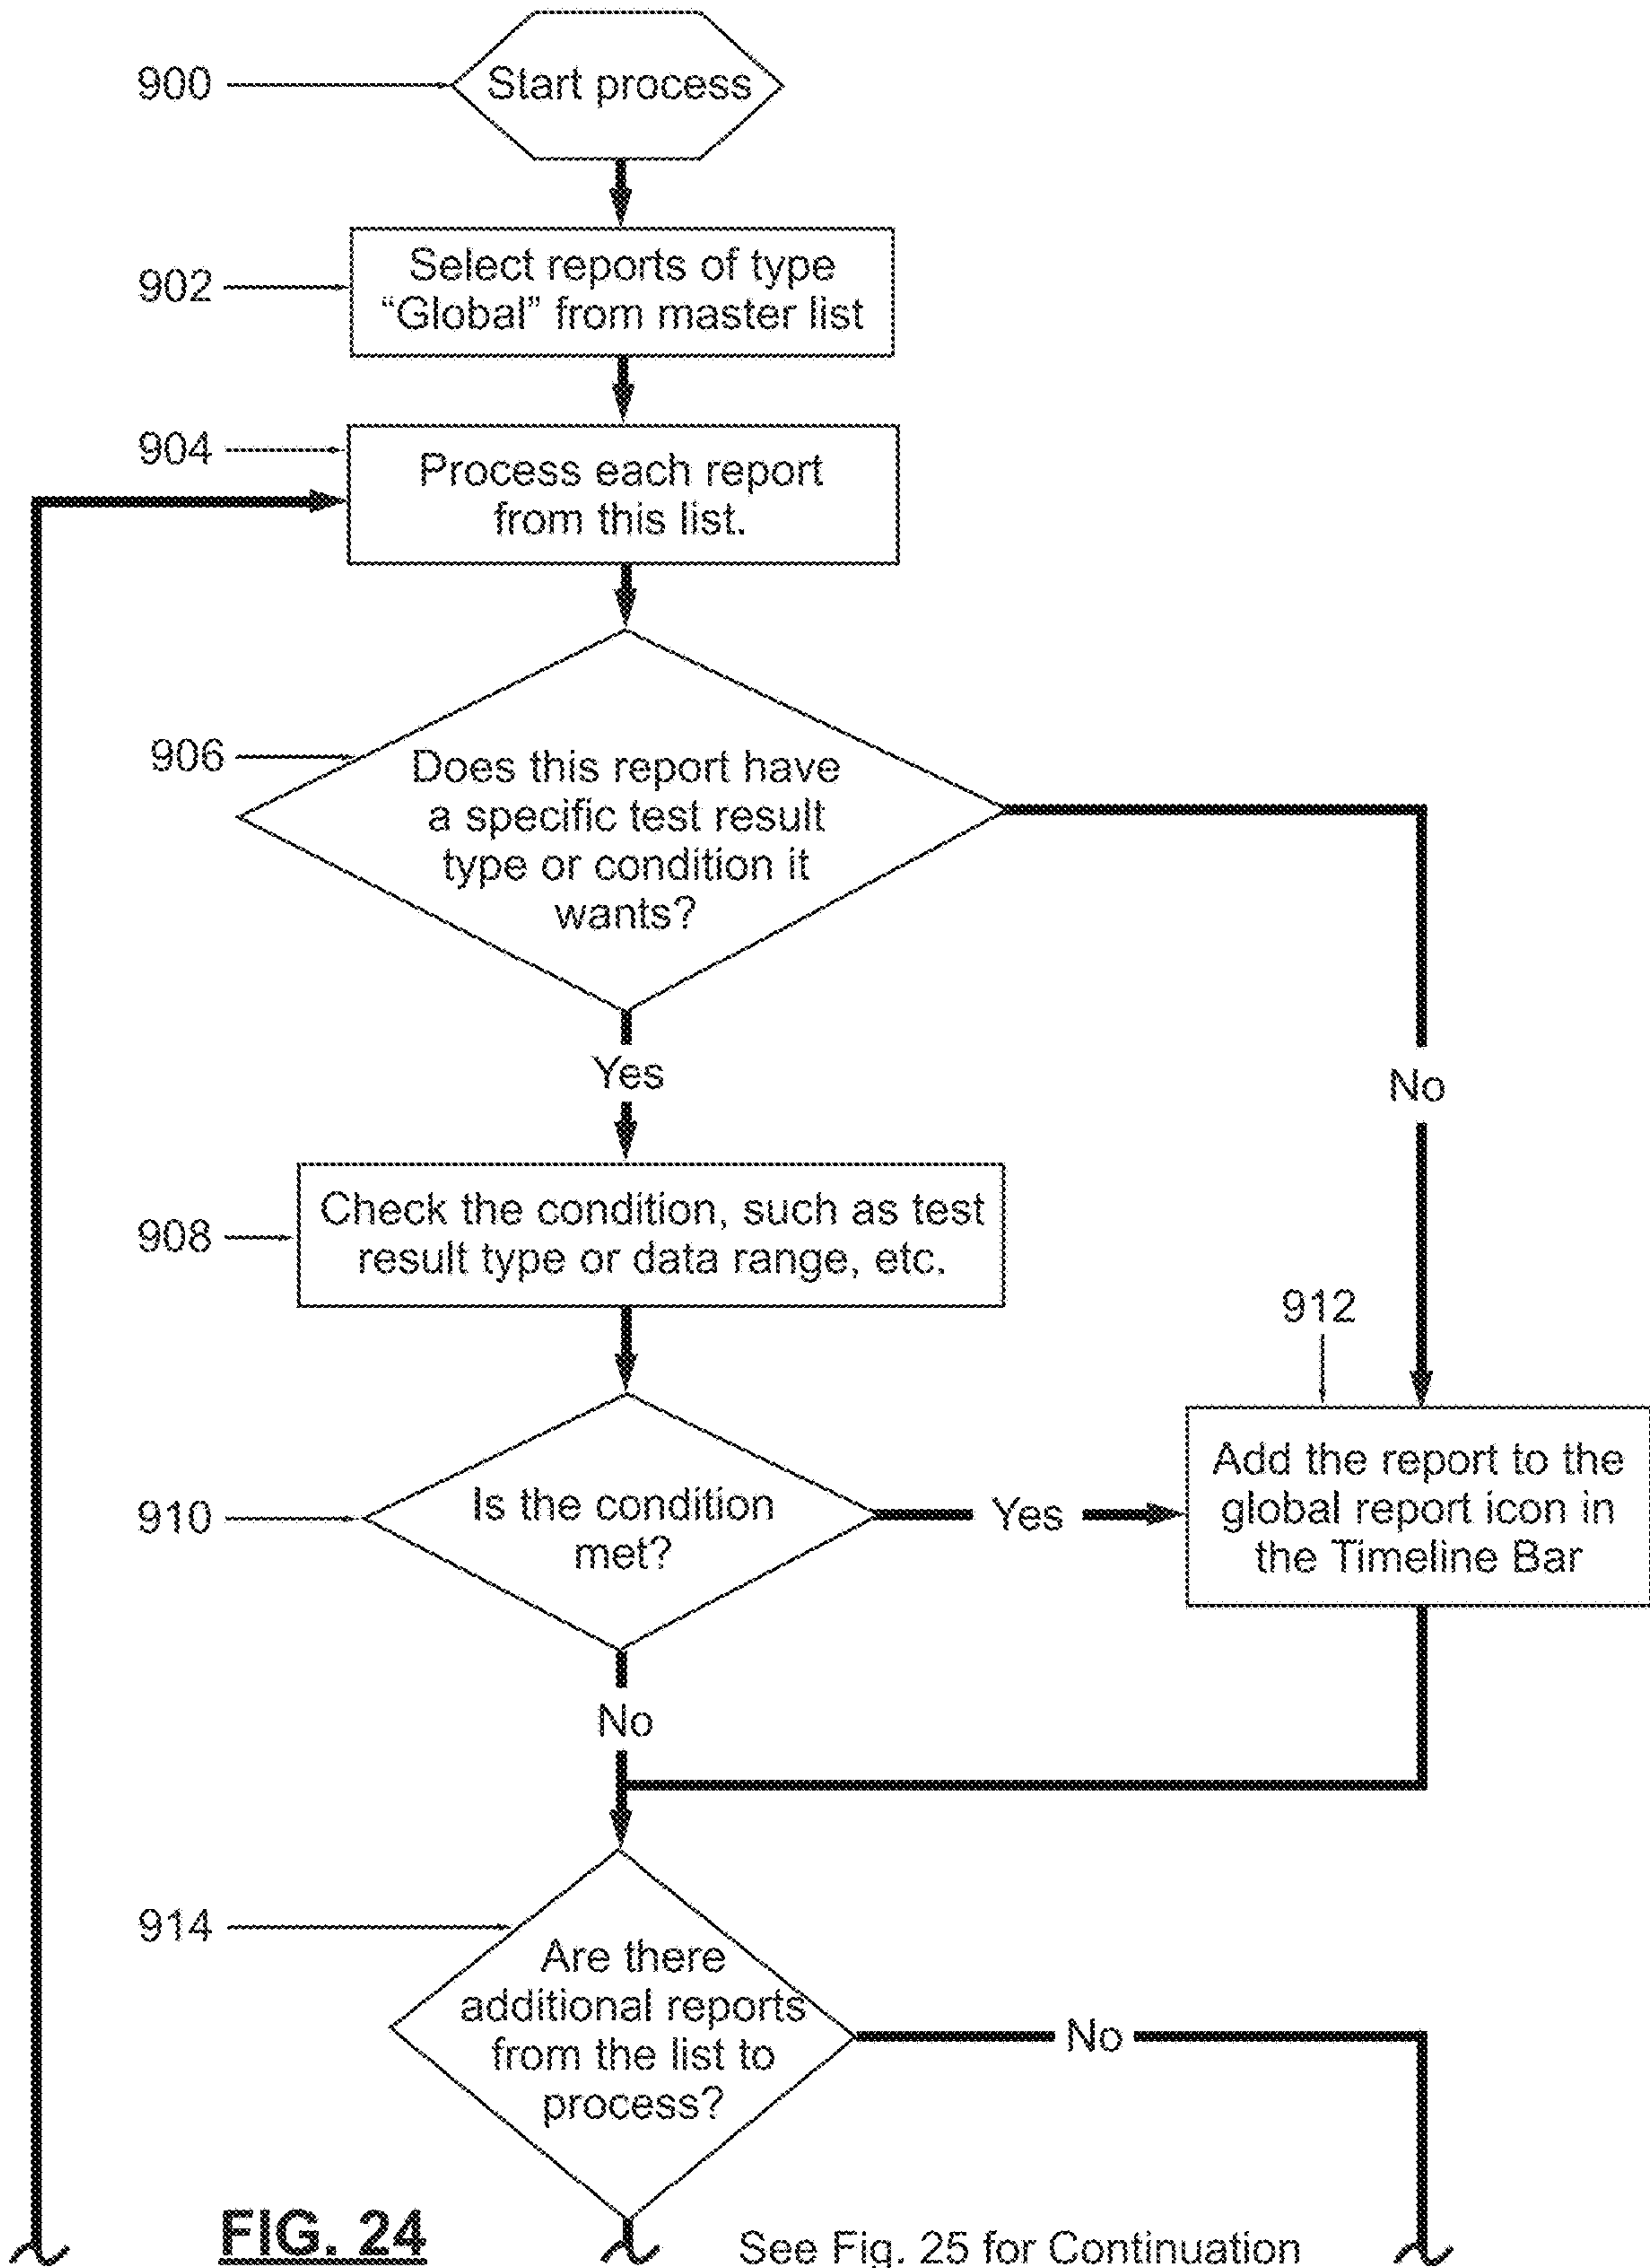 900
Start process
902
Select reports of type
“Global” from master list
904
Process each report
from this list.
906
Does this report have
a specific test result
type or condition it
wants?
Yes
No
908
Check the condition, such as test
result type or data range, etc.
912
Add the report to the
global report icon in
the Timeline Bar
910
Is the condition
met?
Yes
No
914
Are there
additional reports
from the list to
process?
No
FIG. 24
See Fig. 25 for Continuation